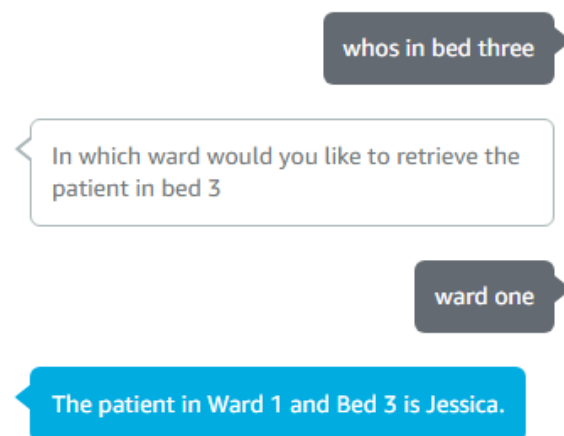 whos in bed three
In which ward would you like to retrieve the
patient in bed 3
ward one
The patient in Ward 1 and Bed 3 is Jessica.